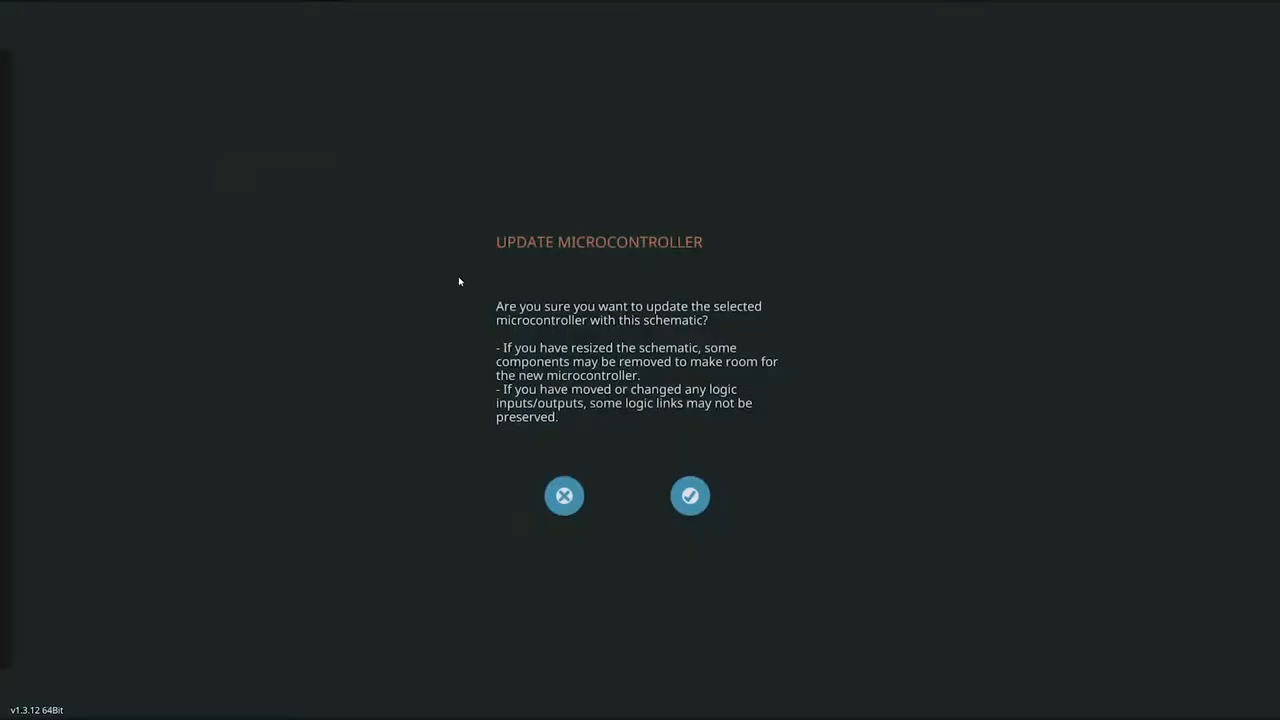 UPDATE MICROCONTROLLER
Are you sure you want to update the selected
microcontroller with this schematic?
- If you have resized the schematic, some
components may be removed to make room for
the new microcontroller.
- If you have moved or changed any logic
inputs/outputs, some logic links may not be
preserved.
v1.3.12 64Bit